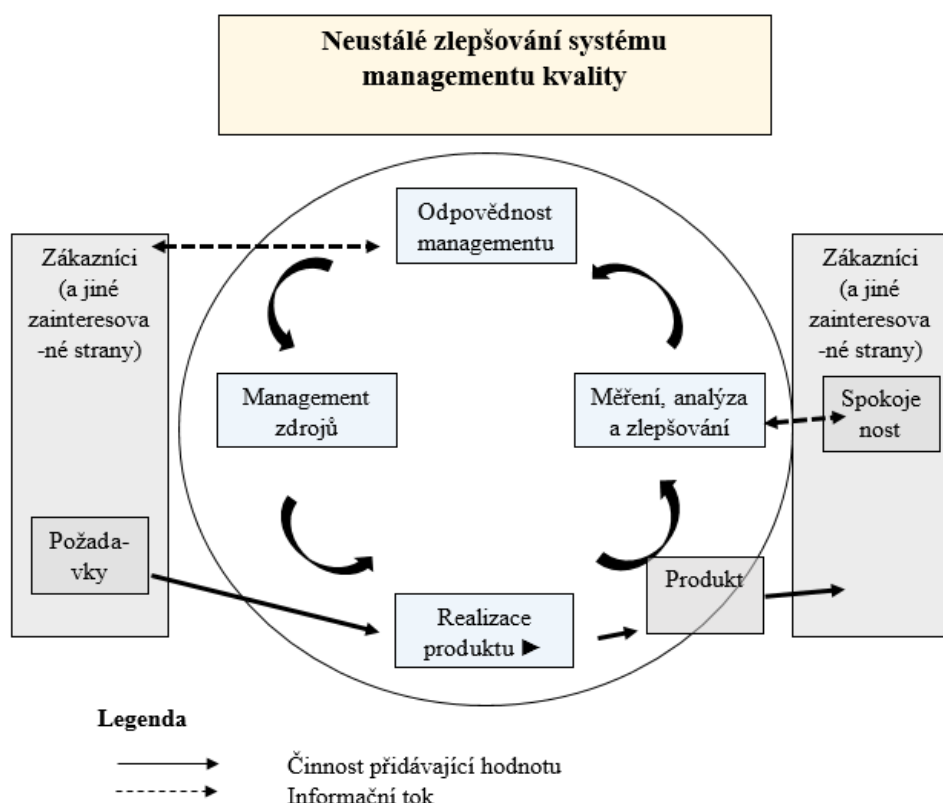 Neustálé zlepšování systému
managementu kvality
Odpovědnost
managementu
Zákazníci
(a jiné
zainteresova
-né strany)
Zákazníci
(a jiné
zainteresova
-né strany)
Management
zdrojů
Měření, analýza
a zlepšování
Spokoje
nost
Požada-
vky
Realizace
produktu ►
Produkt
Legenda
Činnost přidávající hodnotu
Informační tok